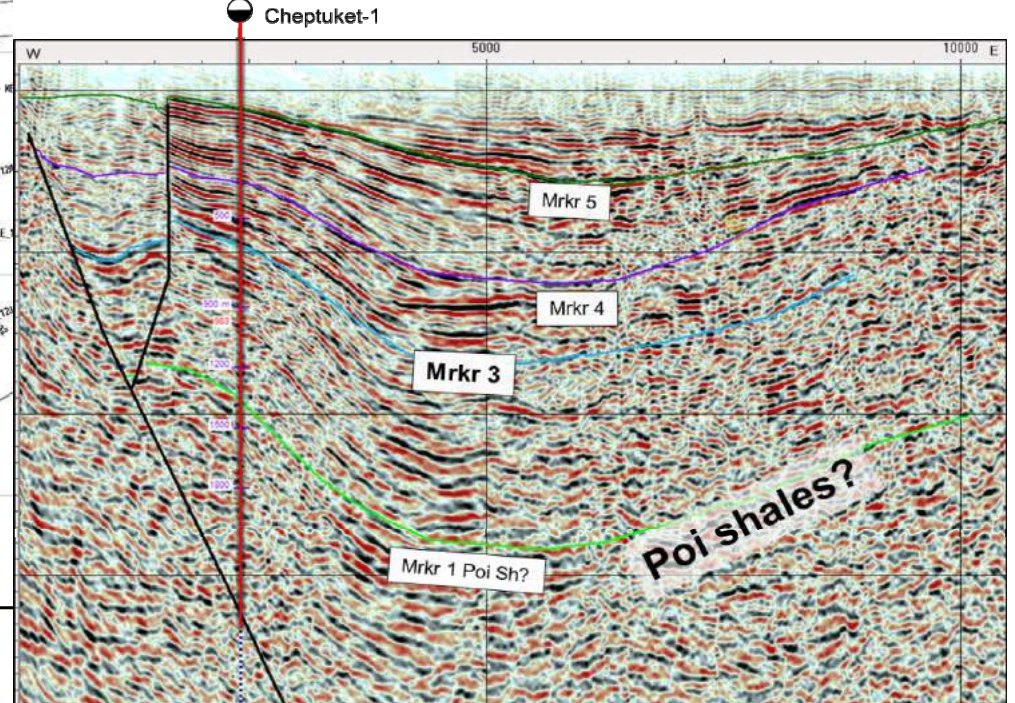 Cheptuket-1
W
5000
10000 E
Mrkr 5
500
Mrkr 4
900 m
1200
Mrkr 3
1500
1800
Poi shales?
Mrkr 1 Poi Sh?